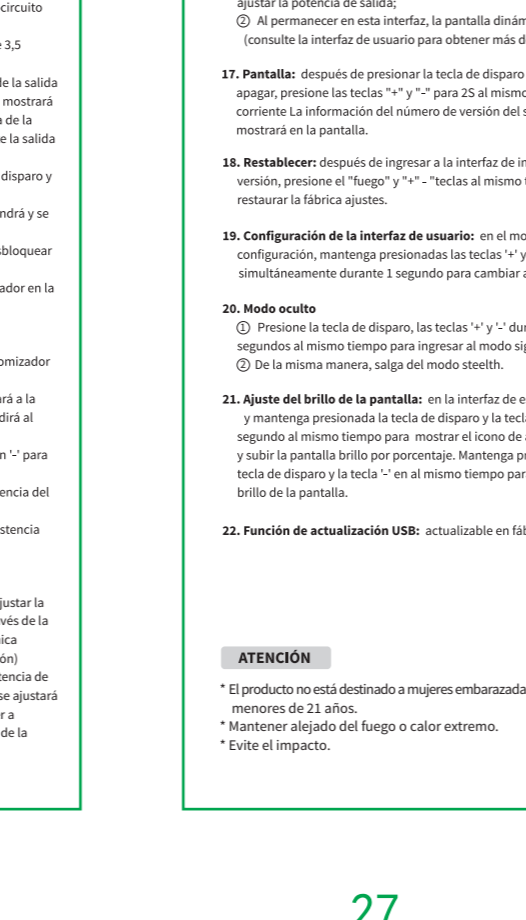 circuito
3,5
de la salida
mostrará
de la
e la salida
disparo y
ndrá y se
sbloquear
ador en la
omizador
rá a la
dirá al
n '-' para
encia del
stencia
justar la
vés de la
ica
ón)
tencia de
se ajustará
r a
de la
ajustar la potencia de salida;
② Al permanecer en esta interfaz, la pantalla dinám
(consulte la interfaz de usuario para obtener más d
17. Pantalla: después de presionar la tecla de disparo
apagar, presione las teclas "+" y "-" para 2S al mismo
corriente La información del número de versión del s
mostrará en la pantalla.
18. Restablecer: después de ingresar a la interfaz de in
versión, presione el "fuego" y "+" - "teclas al mismo
restaurar la fábrica ajustes.
19. Configuración de la interfaz de usuario: en el mo
configuración, mantenga presionadas las teclas '+' y
simultáneamente durante 1 segundo para cambiar a
20. Modo oculto
① Presione la tecla de disparo, las teclas '+' y '-' dur
segundos al mismo tiempo para ingresar al modo sig
② De la misma manera, salga del modo steelth.
21. Ajuste del brillo de la pantalla: en la interfaz de e
y mantenga presionada la tecla de disparo y la tecl
segundo al mismo tiempo para mostrar el icono de
y subir la pantalla brillo por porcentaje. Mantenga p
tecla de disparo y la tecla '-' en al mismo tiempo par
brillo de la pantalla.
22. Función de actualización USB: actualizable en fáb
ATENCIÓN
* El producto no está destinado a mujeres embarazada
menores de 21 años.
* Mantener alejado del fuego o calor extremo.
* Evite el impacto.
27